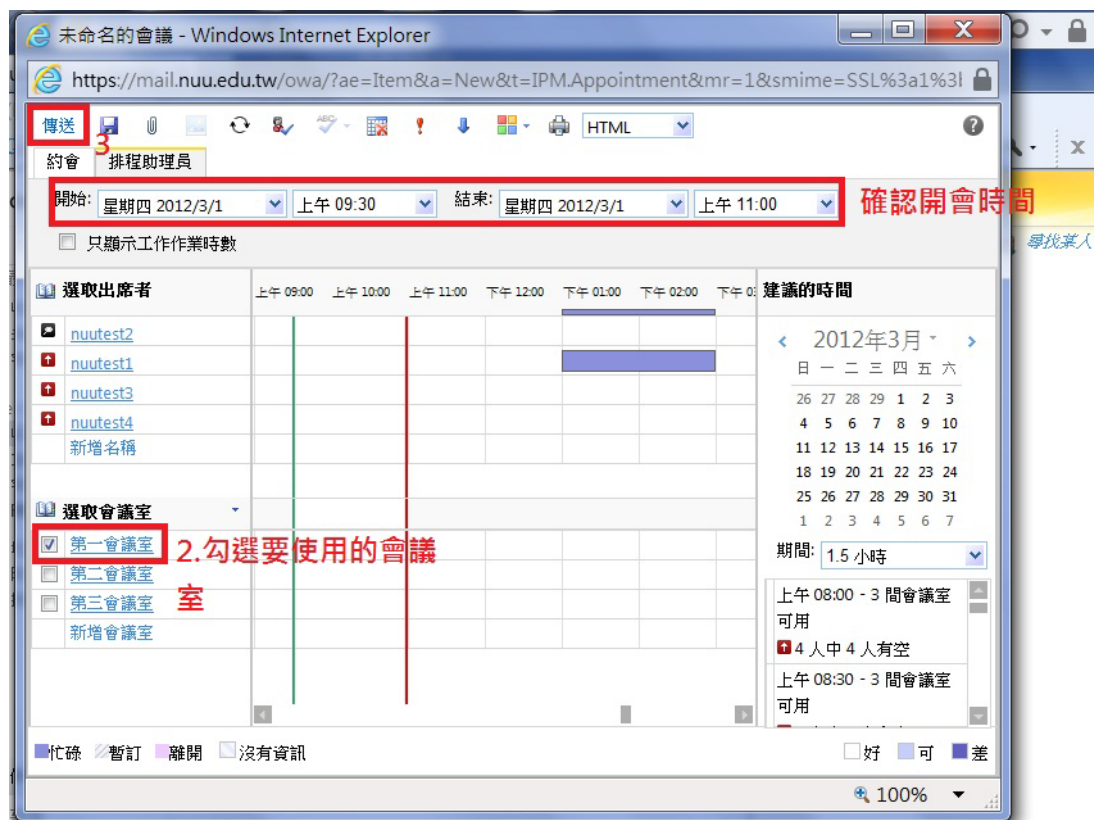 未命名的會議 - Windows Internet Explorer
https://mail.nuu.edu.tw/owa/?ae=Item&a=New&t=IPM.Appointment&mr=1&smime=SSL%3a1%3
傳送 HTML
3
約會 排程助理員
開始: 星期四 2012/3/1 上午 09:30 結束: 星期四 2012/3/1 上午 11:00 確認開會時間
只顯示工作作業時數
尋找某人
選取出席者 上午 09:00 上午 10:00 上午 11:00 下午 12:00 下午 01:00 下午 02:00 下午 建議的時間
nuutest2
nuutest1
nuutest3
nuutest4
新增名稱
2012年3月
日 一 二 三 四 五 六
26 27 28 29 1 2 3
4 5 6 7 8 9 10
11 12 13 14 15 16 17
18 19 20 21 22 23 24
25 26 27 28 29 30 31
1 2 3 4 5 6 7
選取會議室
第一會議室
第二會議室
第三會議室
新增會議室
2.勾選要使用的會議
室
期間: 1.5 小時
上午 08:00 - 3 間會議室
可用
4 人中 4 人有空
上午 08:30 - 3 間會議室
可用
忙碌 暫訂 離開 沒有資訊 好 可 差
100%